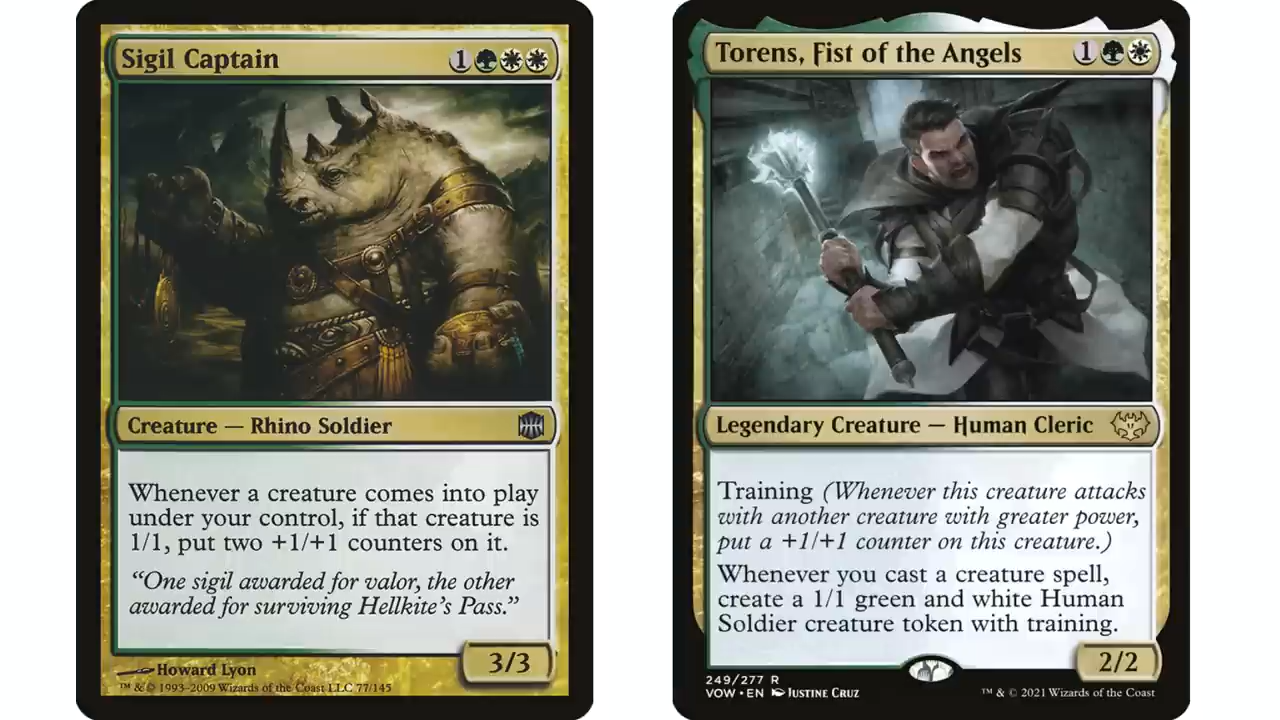 Sigil Captain 1
Creature — Rhino Soldier
Whenever a creature comes into play
under your control, if that creature is
1/1, put two +1/+1 counters on it.
“One sigil awarded for valor, the other
awarded for surviving Hellkite’s Pass.”
3/3
Howard Lyon
™ & © 1993–2009 Wizards of the Coast LLC 77/145
Torens, Fist of the Angels 1
Legendary Creature — Human Cleric
Training (Whenever this creature attacks
with another creature with greater power,
put a +1/+1 counter on this creature.)
Whenever you cast a creature spell,
create a 1/1 green and white Human
Soldier creature token with training.
2/2
249/277 R
VOW • EN Justine Cruz
™ & © 2021 Wizards of the Coast